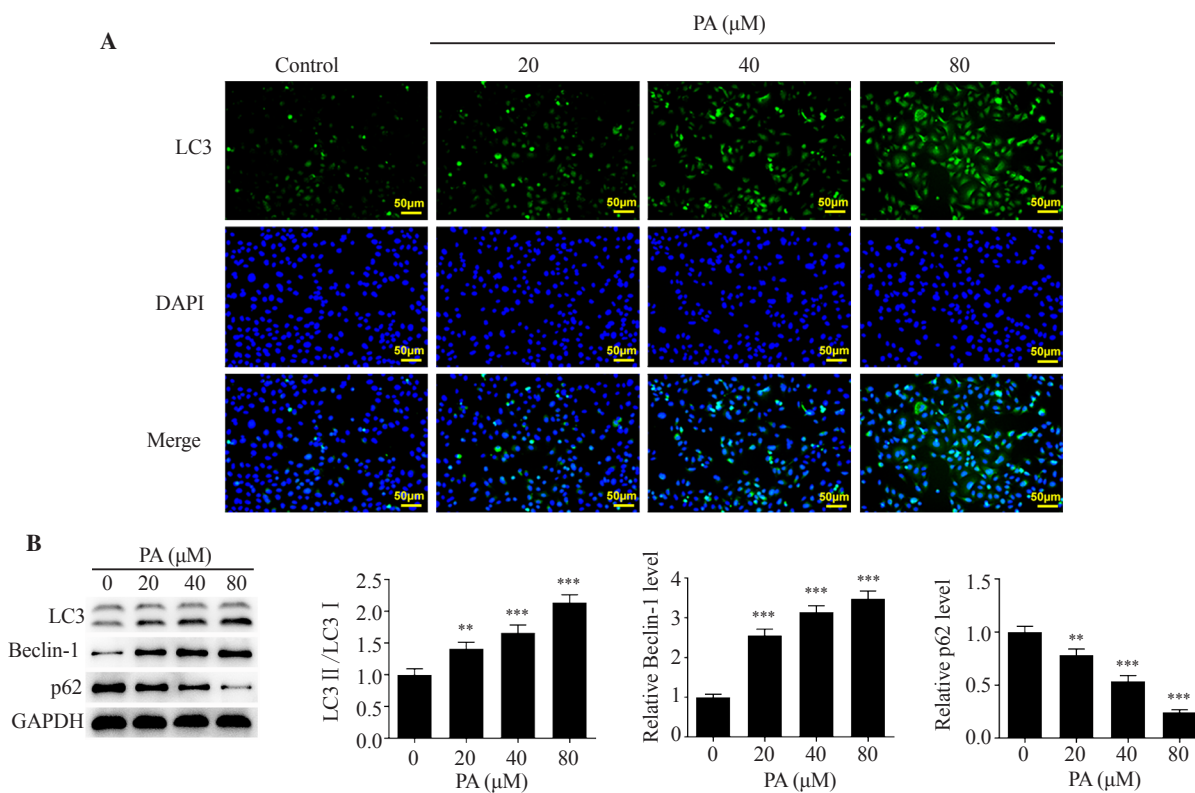 A
PA (μM)
Control 20 40 80
LC3
50μm 50μm 50μm 50μm
DAPI
50μm 50μm 50μm 50μm
Merge
50μm 50μm 50μm 50μm
B
PA (μM)
0 20 40 80
LC3
Beclin-1
p62
GAPDH
LC3 II /LC3 I
2.5
2.0
1.5
1.0
0.5
0.0
** *** ***
0 20 40 80
PA (μM)
Relative Beclin-1 level
4
3
2
1
0
*** *** ***
0 20 40 80
PA (μM)
Relative p62 level
1.5
1.0
0.5
0.0
** *** ***
0 20 40 80
PA (μM)